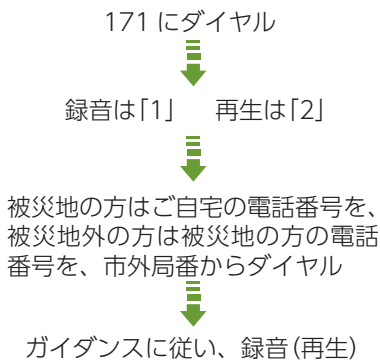 171 にダイヤル
録音は「1」　再生は「2」
被災地の方はご自宅の電話番号を、
被災地外の方は被災地の方の電話
番号を、市外局番からダイヤル
ガイダンスに従い、録音(再生)